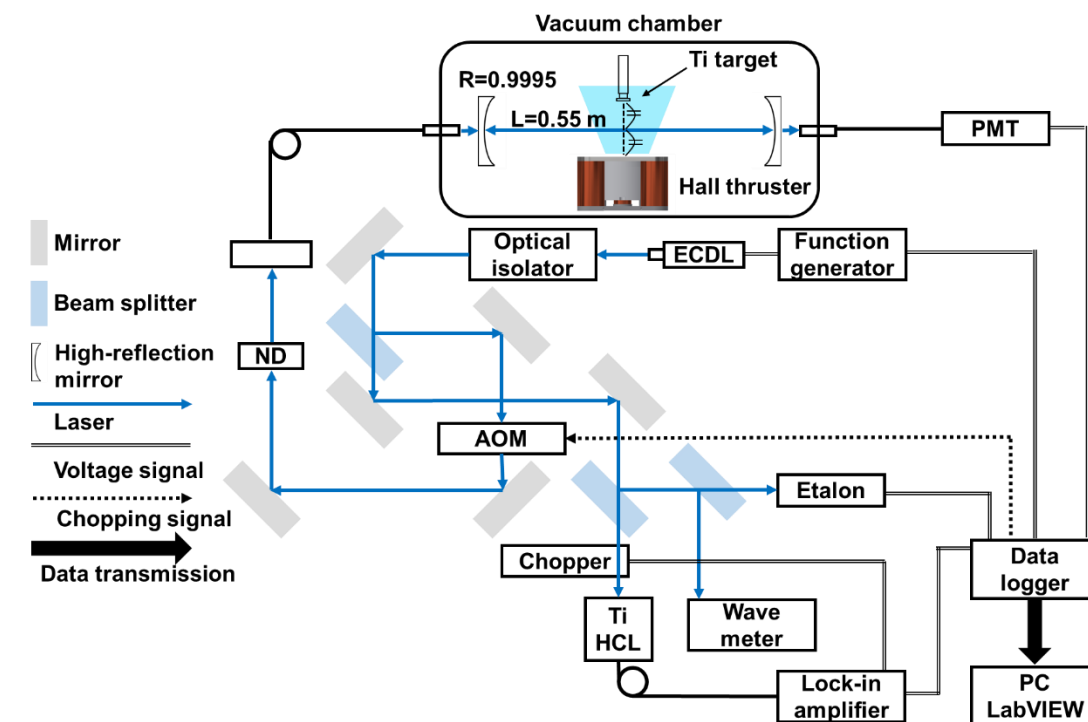 Vacuum chamber
Ti target
R=0.9995
L=0.55 m
PMT
Hall thruster
Mirror
Optical
isolator
ECDL
Function
generator
Beam splitter
ND
High-reflection
mirror
Laser
AOM
Voltage signal
Etalon
Chopping signal
Chopper
Data
logger
Data transmission
Ti
HCL
Wave
meter
Lock-in
amplifier
PC
LabVIEW